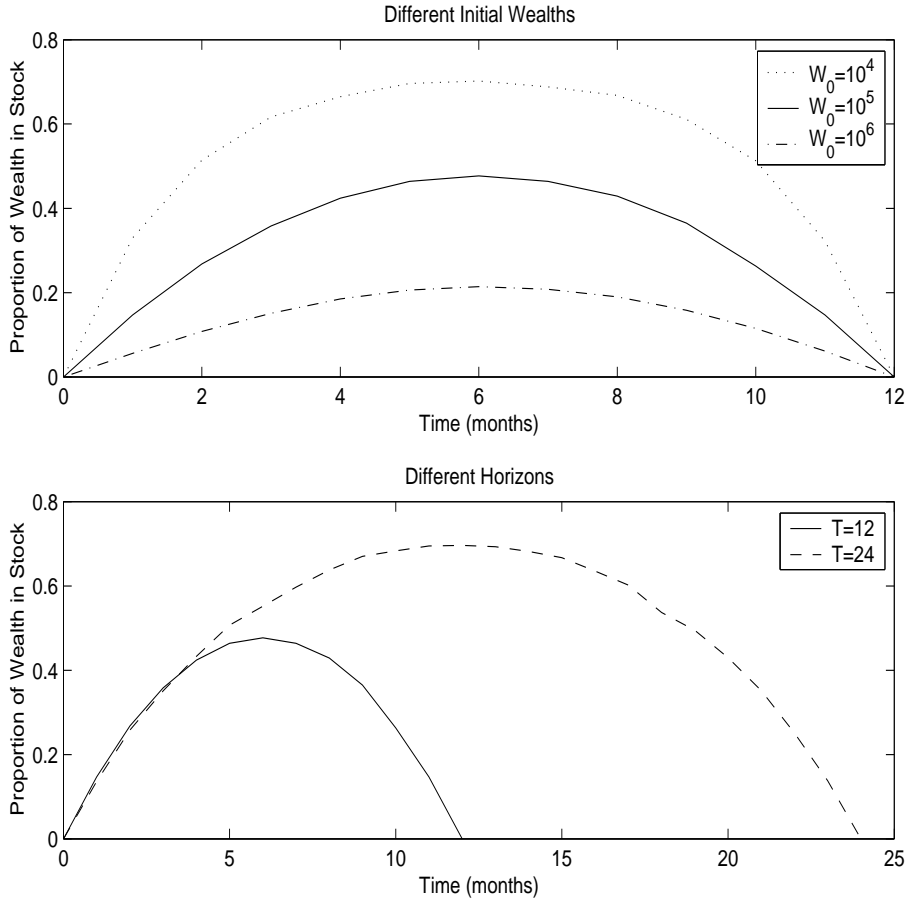 Different Initial Wealths
Proportion of Wealth in Stock
0.8
0.6
0.4
0.2
0
W_0=10^4
W_0=10^5
W_0=10^6
0 2 4 6 8 10 12
Time (months)
Different Horizons
Proportion of Wealth in Stock
0.8
0.6
0.4
0.2
0
T=12
T=24
0 5 10 15 20 25
Time (months)